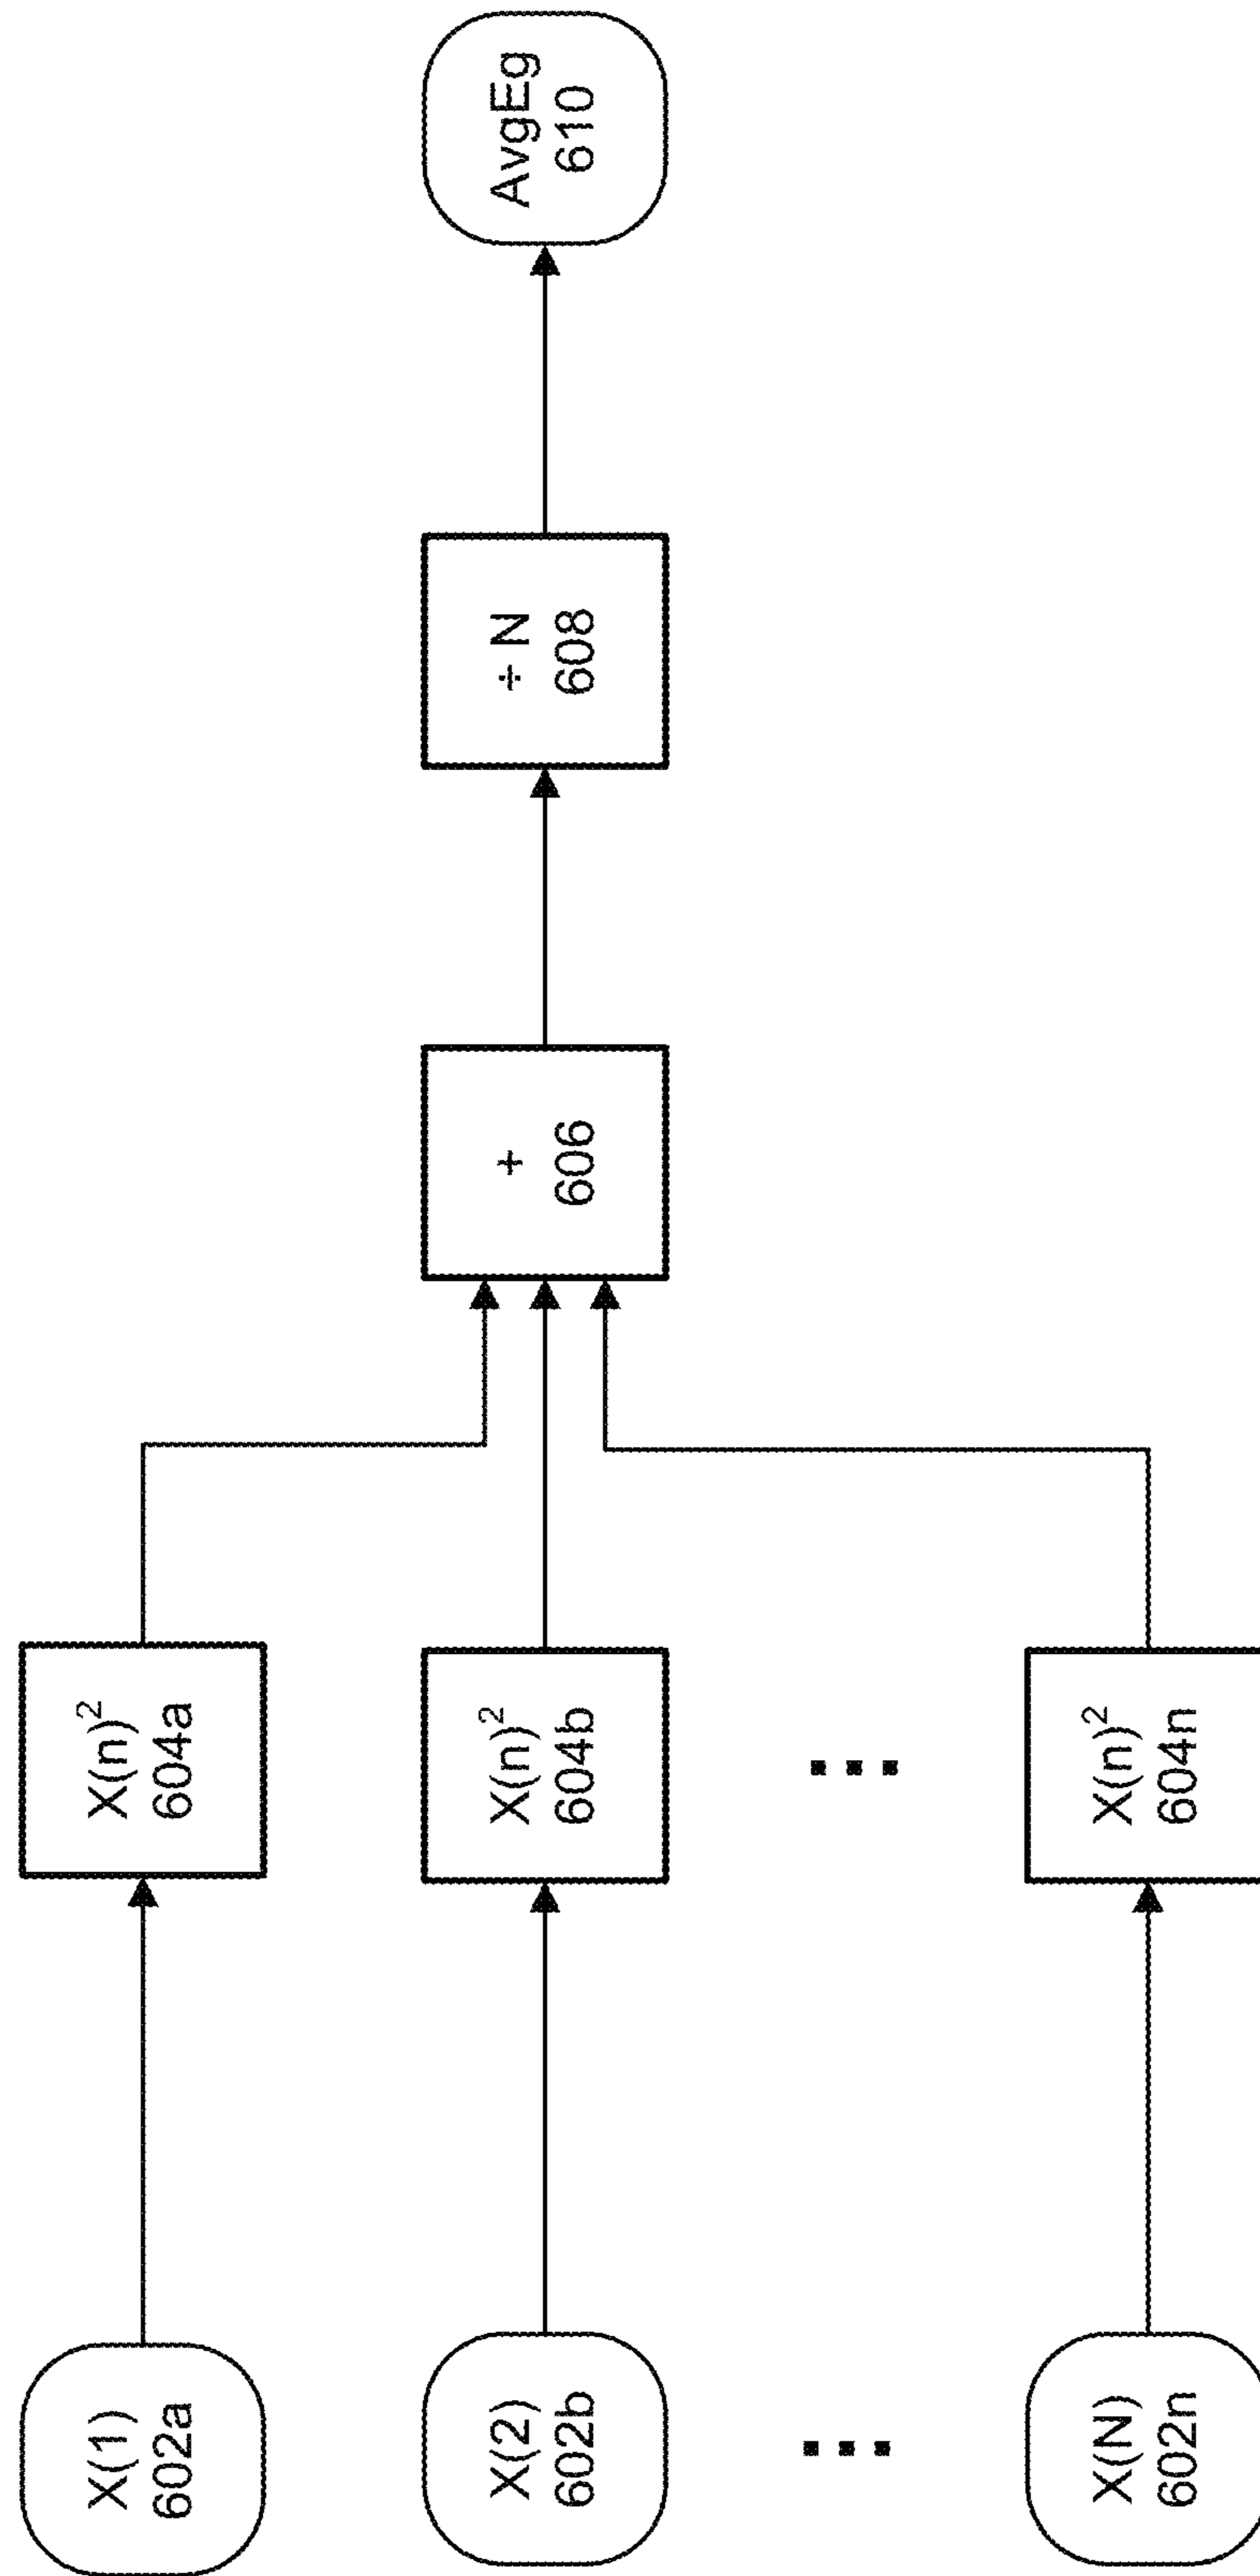 X(1)
602a
X(n)²
604a
X(2)
602b
X(n)²
604b
+
606
÷ N
608
AvgEg
610
X(N)
602n
X(n)²
604n